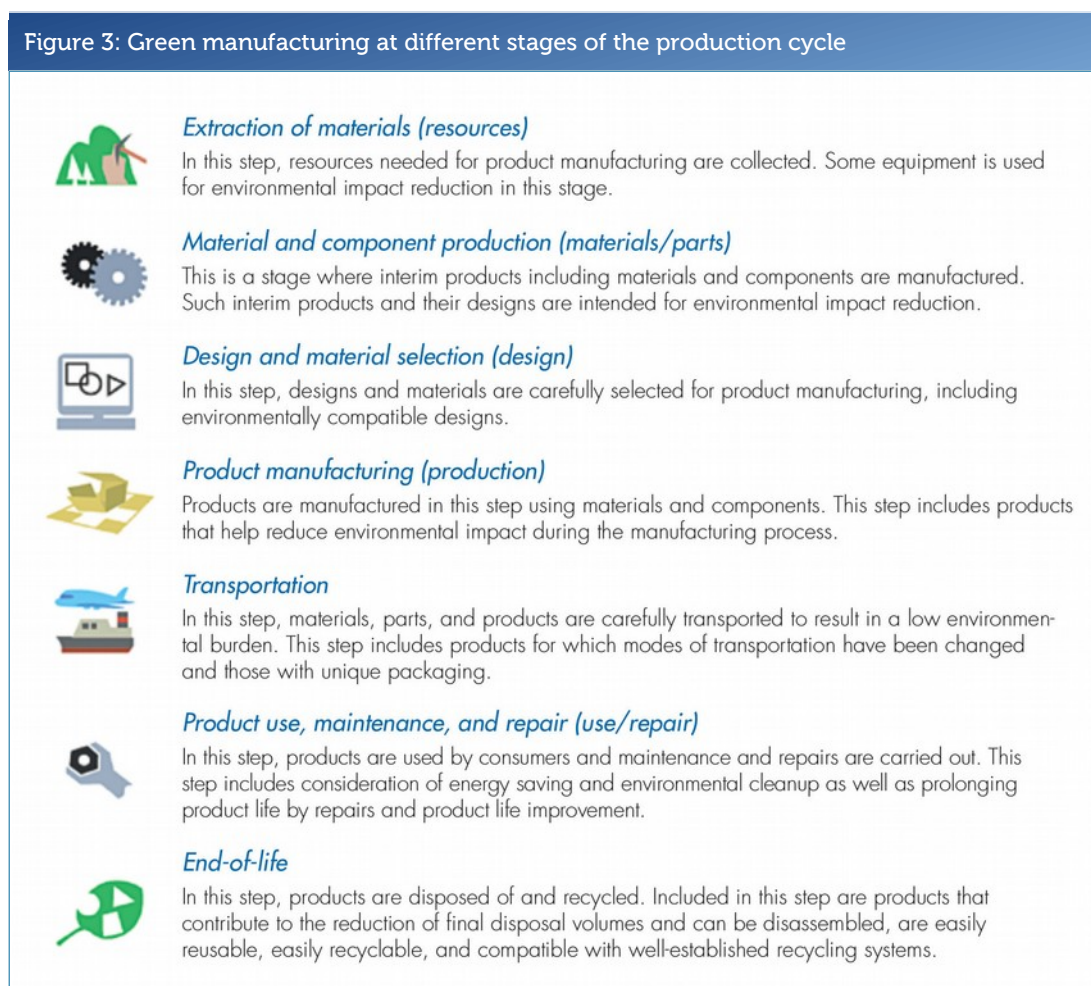 Figure 3: Green manufacturing at different stages of the production cycle
Extraction of materials (resources)
In this step, resources needed for product manufacturing are collected. Some equipment is used
for environmental impact reduction in this stage.
Material and component production (materials/parts)
This is a stage where interim products including materials and components are manufactured.
Such interim products and their designs are intended for environmental impact reduction.
Design and material selection (design)
In this step, designs and materials are carefully selected for product manufacturing, including
environmentally compatible designs.
Product manufacturing (production)
Products are manufactured in this step using materials and components. This step includes products
that help reduce environmental impact during the manufacturing process.
Transportation
In this step, materials, parts, and products are carefully transported to result in a low environmen-
tal burden. This step includes products for which modes of transportation have been changed
and those with unique packaging.
Product use, maintenance, and repair (use/repair)
In this step, products are used by consumers and maintenance and repairs are carried out. This
step includes consideration of energy saving and environmental cleanup as well as prolonging
product life by repairs and product life improvement.
End-of-life
In this step, products are disposed of and recycled. Included in this step are products that
contribute to the reduction of final disposal volumes and can be disassembled, are easily
reusable, easily recyclable, and compatible with well-established recycling systems.